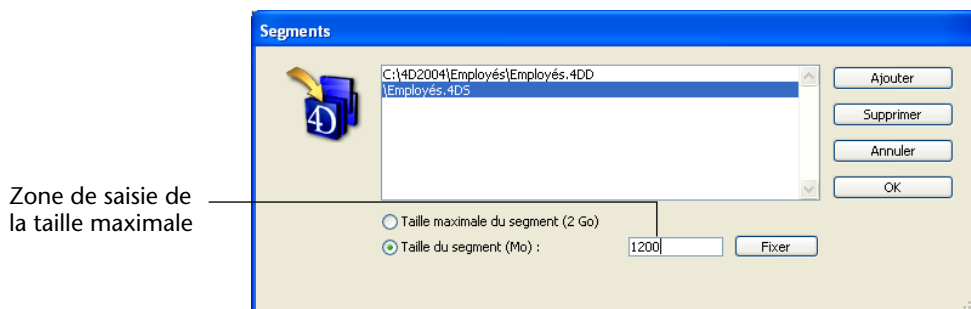 Segments
C:\4D2004\Employés\Employés.4DD
\Employés.4DS
4D
Ajouter
Supprimer
Annuler
OK
Zone de saisie de
la taille maximale
Taille maximale du segment (2 Go)
Taille du segment (Mo) :
1200
Fixer